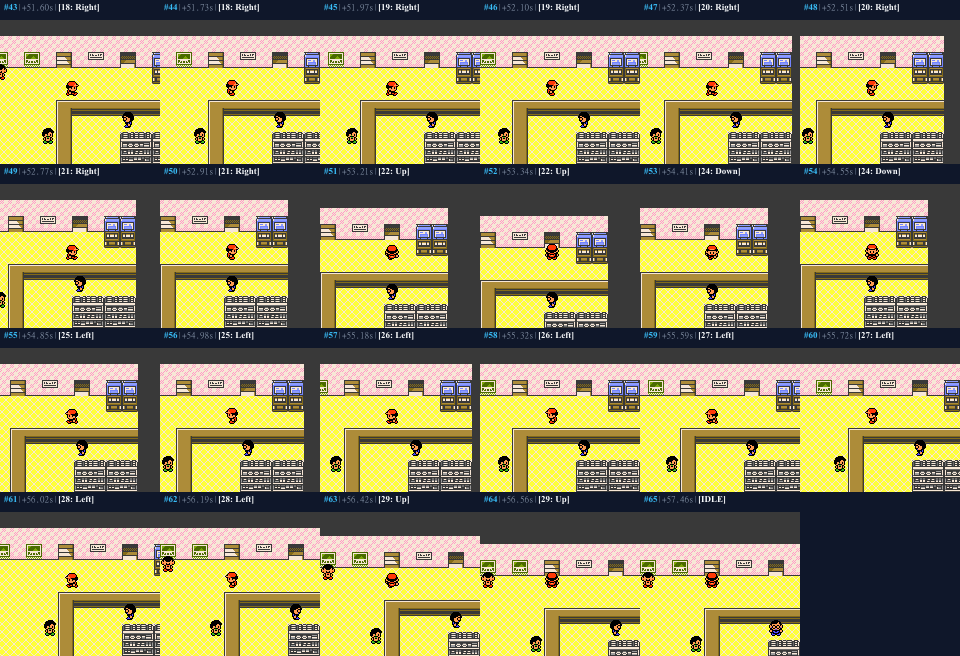 #43|+51.60s|[18: Right] #44|+51.73s|[18: Right] #45|+51.97s|[19: Right] #46|+52.10s|[19: Right] #47|+52.37s|[20: Right] #48|+52.51s|[20: Right]
#49|+52.77s|[21: Right] #50|+52.91s|[21: Right] #51|+53.21s|[22: Up] #52|+53.34s|[22: Up] #53|+54.41s|[24: Down] #54|+54.55s|[24: Down]
#55|+54.85s|[25: Left] #56|+54.98s|[25: Left] #57|+55.18s|[26: Left] #58|+55.32s|[26: Left] #59|+55.59s|[27: Left] #60|+55.72s|[27: Left]
#61|+56.02s|[28: Left] #62|+56.19s|[28: Left] #63|+56.42s|[29: Up] #64|+56.56s|[29: Up] #65|+57.46s|[IDLE]